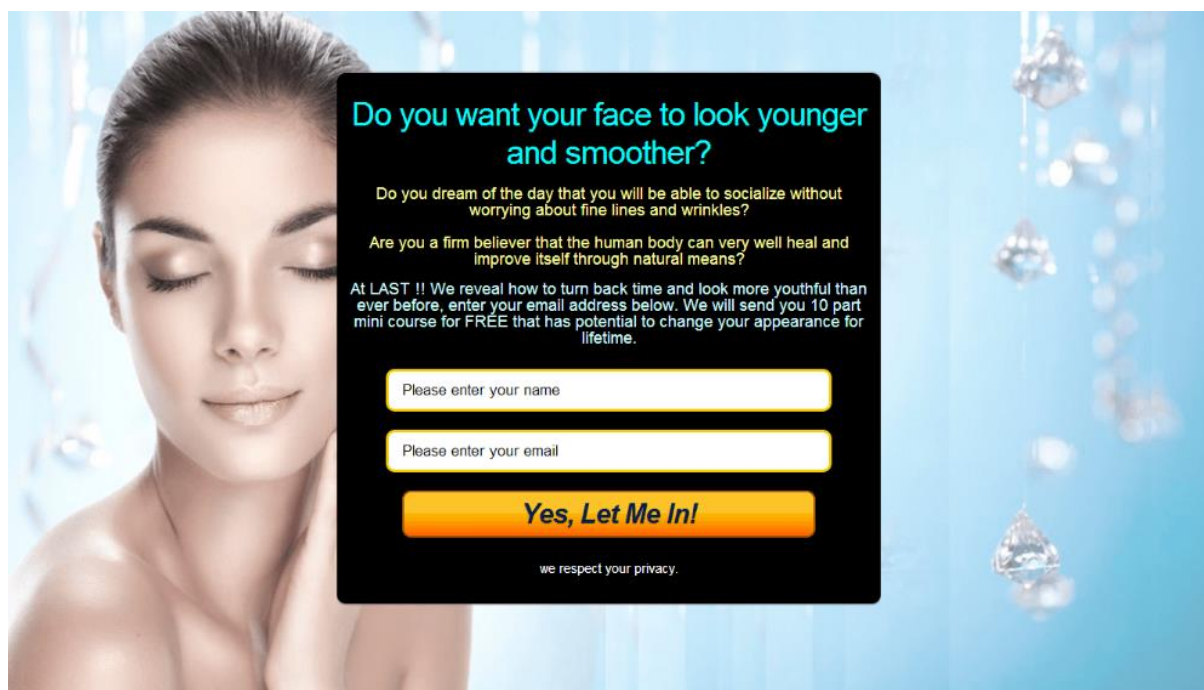 Do you want your face to look younger
and smoother?
Do you dream of the day that you will be able to socialize without
worrying about fine lines and wrinkles?
Are you a firm believer that the human body can very well heal and
improve itself through natural means?
At LAST !! We reveal how to turn back time and look more youthful than
ever before, enter your email address below. We will send you 10 part
mini course for FREE that has potential to change your appearance for
lifetime.
Please enter your name
Please enter your email
Yes, Let Me In!
we respect your privacy.